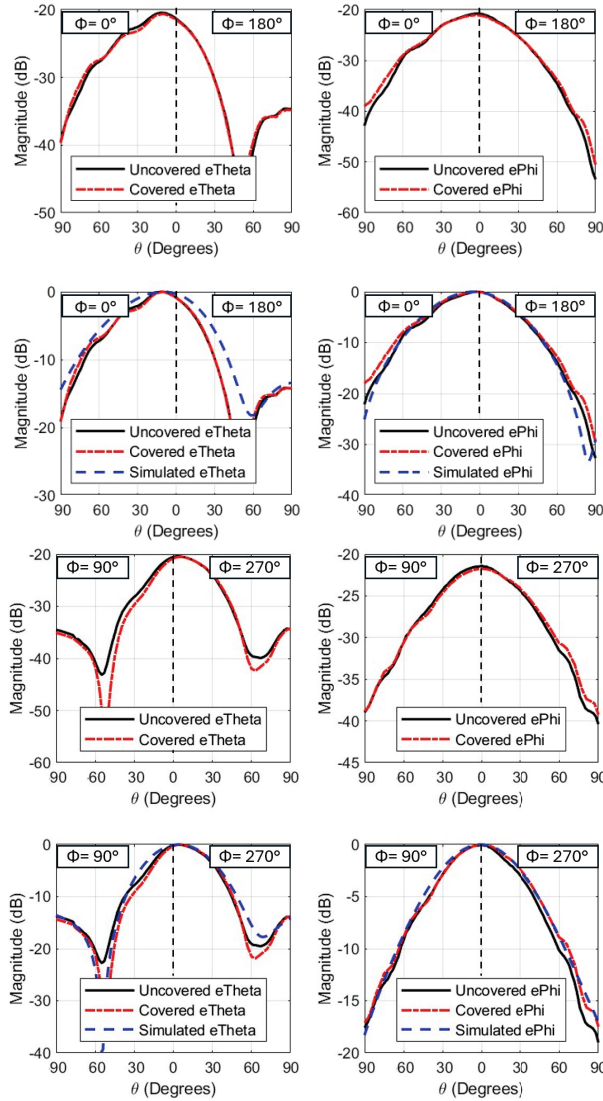 -20
Φ= 0°
Φ= 180°
-30
-40
-50
Magnitude (dB)
Uncovered eTheta
Covered eTheta
90 60 30 0 30 60 90
θ (Degrees)
-20
Φ= 0°
Φ= 180°
-30
-40
-50
-60
Magnitude (dB)
Uncovered ePhi
Covered ePhi
90 60 30 0 30 60 90
θ (Degrees)
0
Φ= 0°
Φ= 180°
-10
-20
-30
Magnitude (dB)
Uncovered eTheta
Covered eTheta
Simulated eTheta
90 60 30 0 30 60 90
θ (Degrees)
0
Φ= 0°
Φ= 180°
-10
-20
-30
-40
Magnitude (dB)
Uncovered ePhi
Covered ePhi
Simulated ePhi
90 60 30 0 30 60 90
θ (Degrees)
-20
Φ= 90°
Φ= 270°
-30
-40
-50
-60
Magnitude (dB)
Uncovered eTheta
Covered eTheta
90 60 30 0 30 60 90
θ (Degrees)
-20
Φ= 90°
Φ= 270°
-25
-30
-35
-40
-45
Magnitude (dB)
Uncovered ePhi
Covered ePhi
90 60 30 0 30 60 90
θ (Degrees)
0
Φ= 90°
Φ= 270°
-10
-20
-30
-40
Magnitude (dB)
Uncovered eTheta
Covered eTheta
Simulated eTheta
90 60 30 0 30 60 90
θ (Degrees)
0
Φ= 90°
Φ= 270°
-5
-10
-15
-20
Magnitude (dB)
Uncovered ePhi
Covered ePhi
Simulated ePhi
90 60 30 0 30 60 90
θ (Degrees)